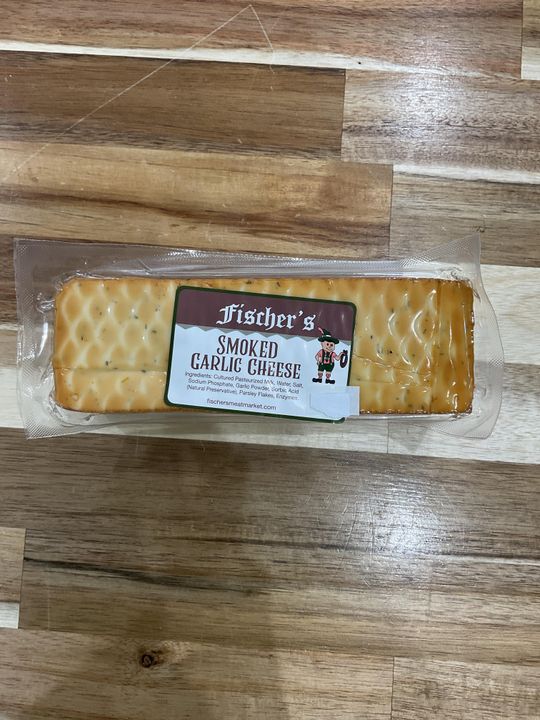 Fischer's
SMOKED
GARLIC CHEESE
Ingredients: Cultured Pasteurized Milk, Water, Salt,
Sodium Phosphate, Garlic Powder, Sorbic Acid
(Natural Preservative), Parsley Flakes, Enzymes.
fischersmeatmarket.com